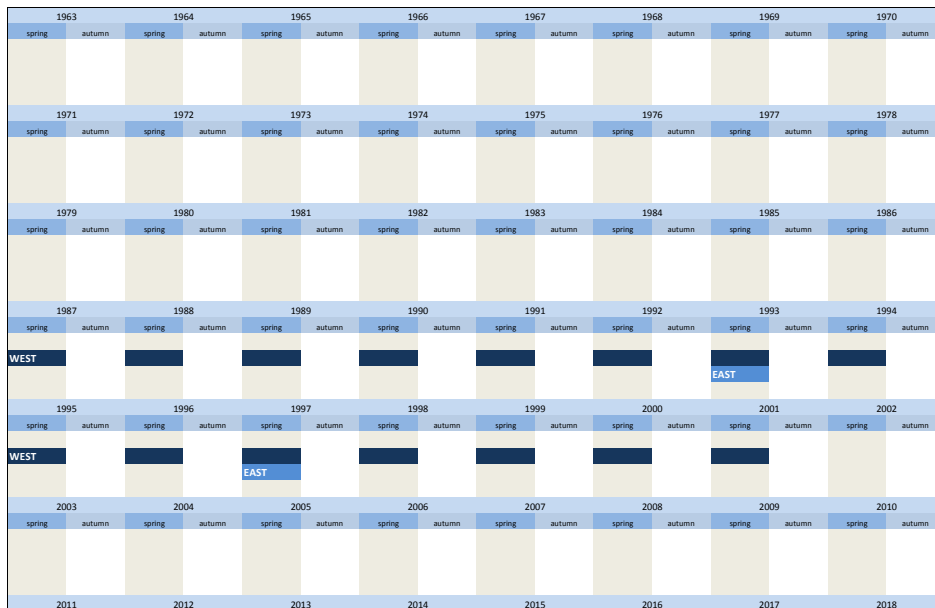 1963 1964 1965 1966 1967 1968 1969 1970
spring autumn spring autumn spring autumn spring autumn spring autumn spring autumn spring autumn spring autumn
1971 1972 1973 1974 1975 1976 1977 1978
spring autumn spring autumn spring autumn spring autumn spring autumn spring autumn spring autumn spring autumn
1979 1980 1981 1982 1983 1984 1985 1986
spring autumn spring autumn spring autumn spring autumn spring autumn spring autumn spring autumn spring autumn
1987 1988 1989 1990 1991 1992 1993 1994
spring autumn spring autumn spring autumn spring autumn spring autumn spring autumn spring autumn spring autumn
WEST
EAST
1995 1996 1997 1998 1999 2000 2001 2002
spring autumn spring autumn spring autumn spring autumn spring autumn spring autumn spring autumn spring autumn
WEST
EAST
2003 2004 2005 2006 2007 2008 2009 2010
spring autumn spring autumn spring autumn spring autumn spring autumn spring autumn spring autumn spring autumn
2011 2012 2013 2014 2015 2016 2017 2018